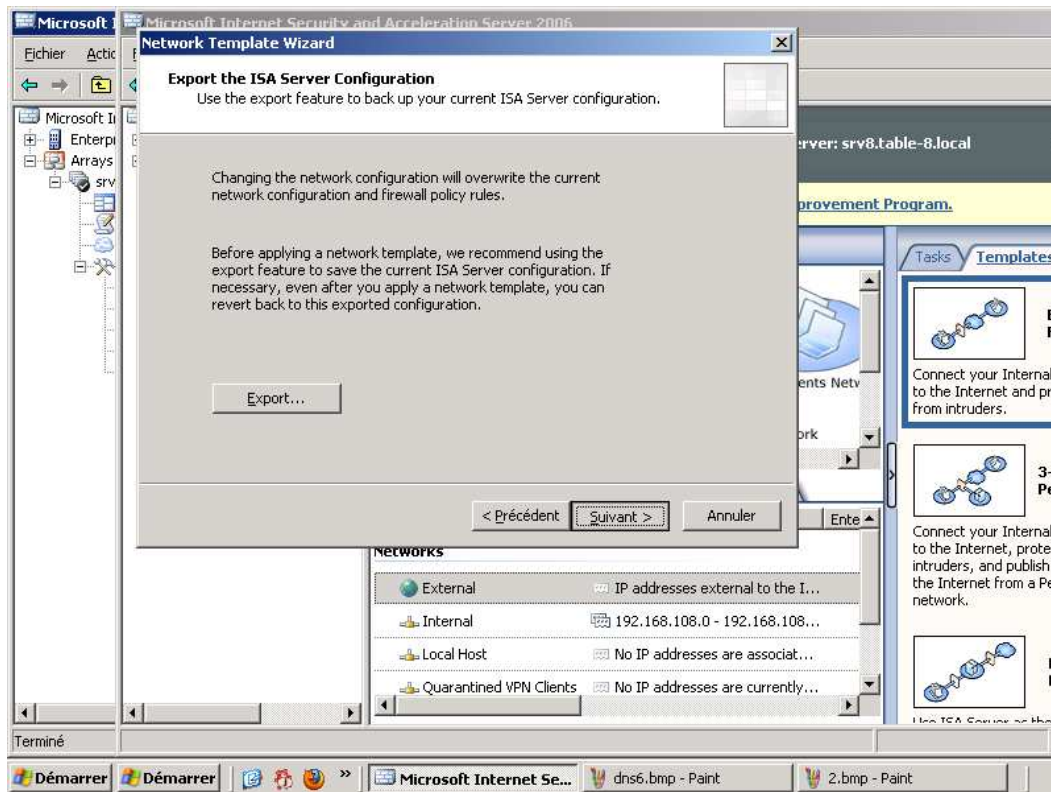 Microsoft I
Microsoft Internet Security and Acceleration Server 2006
Network Template Wizard
Fichier Actic
Export the ISA Server Configuration
Use the export feature to back up your current ISA Server configuration.
Microsoft I
Enterpr
Arrays
srv
erver: srv8.table-8.local
provement Program.
Changing the network configuration will overwrite the current
network configuration and firewall policy rules.
Before applying a network template, we recommend using the
export feature to save the current ISA Server configuration. If
necessary, even after you apply a network template, you can
revert back to this exported configuration.
Export...
< Précédent
Suivant >
Annuler
Tasks
Templates
Connect your Internal
to the Internet and pr
from intruders.
ents Netv
ork
3-
Pe
Connect your Internal
to the Internet, prote
intruders, and publish
the Internet from a Pe
network.
Ente
Networks
External IP addresses external to the I...
Internal 192.168.108.0 - 192.168.108...
Local Host No IP addresses are associat...
Quarantined VPN Clients No IP addresses are currently...
Terminé
Démarrer
Démarrer
»
Microsoft Internet Se...
dns6.bmp - Paint
2.bmp - Paint